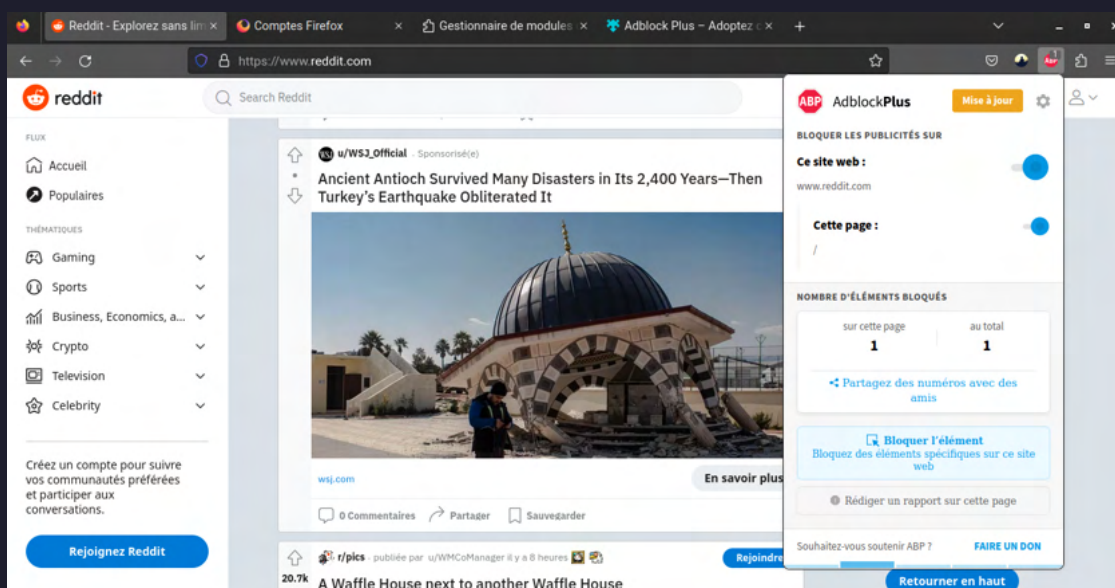 Reddit - Explorez sans lim
Comptes Firefox
Gestionnaire de modules
Adblock Plus – Adoptez
https://www.reddit.com
ABP
1
reddit
Search Reddit
FLUX
Accueil
Populaires
THÉMATIQUES
Gaming
Sports
Business, Economics, a...
Crypto
Television
Celebrity
Créez un compte pour suivre
vos communautés préférées
et participer aux
conversations.
Rejoignez Reddit
WSJ
u/WSJ_Official · Sponsorisé(e)
Ancient Antioch Survived Many Disasters in Its 2,400 Years—Then
Turkey's Earthquake Obliterated It
wsj.com
En savoir plus
0 Commentaires
Partager
Sauvegarder
r/pics · publiée par u/WMCoManager il y a 8 heures
Rejoindre
20.7k
A Waffle House next to another Waffle House
ABP
AdblockPlus
Mise à jour
BLOQUER LES PUBLICITÉS SUR
Ce site web :
www.reddit.com
Cette page :
/
NOMBRE D'ÉLÉMENTS BLOQUÉS
sur cette page
1
au total
1
Partagez des numéros avec des
amis
Bloquer l'élément
Bloquez des éléments spécifiques sur ce site
web
Rédiger un rapport sur cette page
Souhaitez-vous soutenir ABP ?
FAIRE UN DON
Retourner en haut